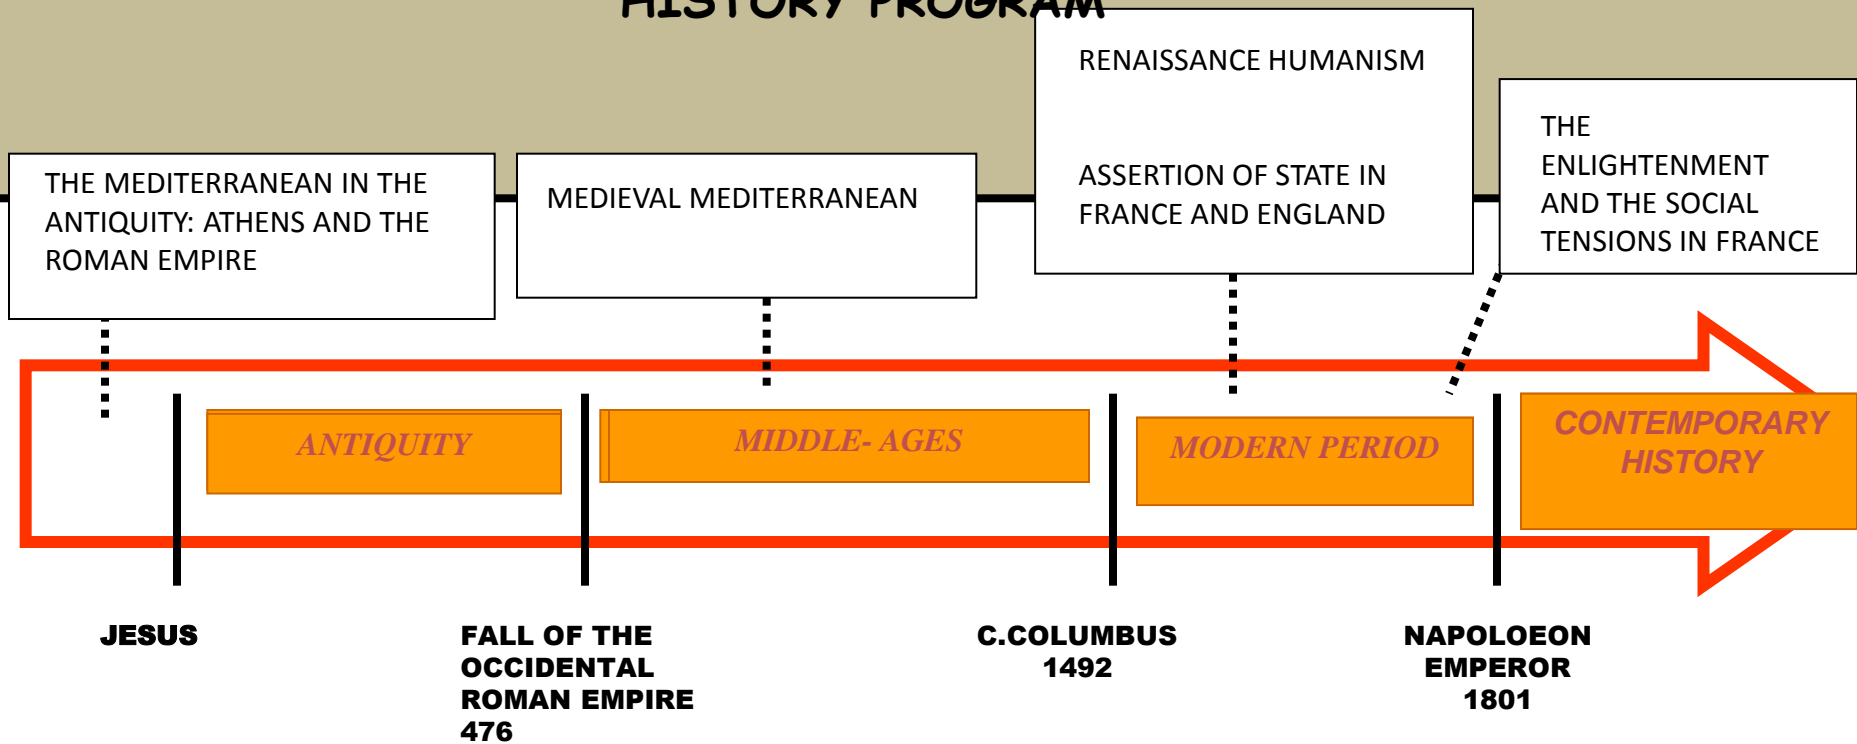 HISTORY PROGRAM
THE MEDITERRANEAN IN THE
ANTIQUITY: ATHENS AND THE
ROMAN EMPIRE
MEDIEVAL MEDITERRANEAN
RENAISSANCE HUMANISM
ASSERTION OF STATE IN
FRANCE AND ENGLAND
THE
ENLIGHTENMENT
AND THE SOCIAL
TENSIONS IN FRANCE
ANTIQUITY
MIDDLE- AGES
MODERN PERIOD
CONTEMPORARY
HISTORY
JESUS
FALL OF THE
OCCIDENTAL
ROMAN EMPIRE
476
C.COLUMBUS
1492
NAPOLOEON
EMPEROR
1801